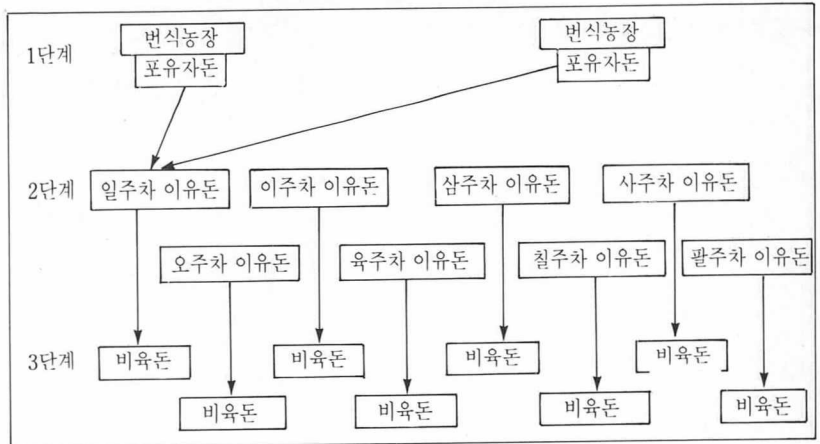 번식농장 번식농장
1단계 포유자돈 포유자돈
2단계 일주차 이유돈 이주차 이유돈 삼주차 이유돈 사주차 이유돈
오주차 이유돈 육주차 이유돈 칠주차 이유돈 팔주차 이유돈
3단계 비육돈 비육돈 비육돈 비육돈
비육돈 비육돈 비육돈 비육돈